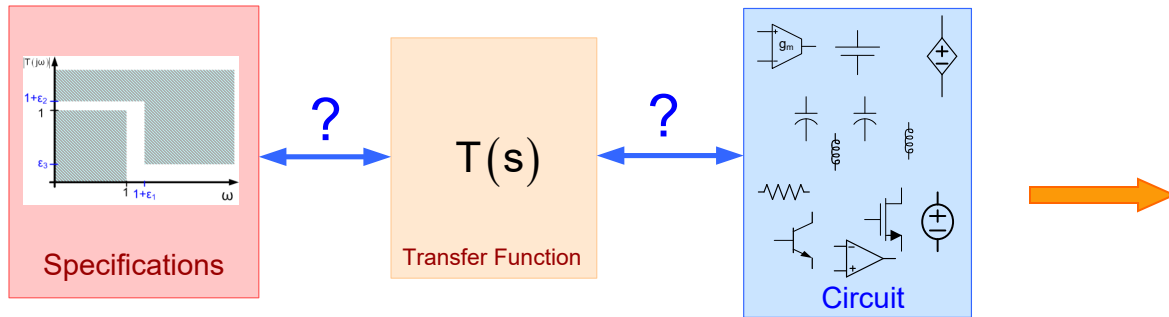 |T(jω)|
1+ε₂
1
ε₃
1
1+ε₁
ω
Specifications
?
T(s)
Transfer Function
?
gₘ
Circuit